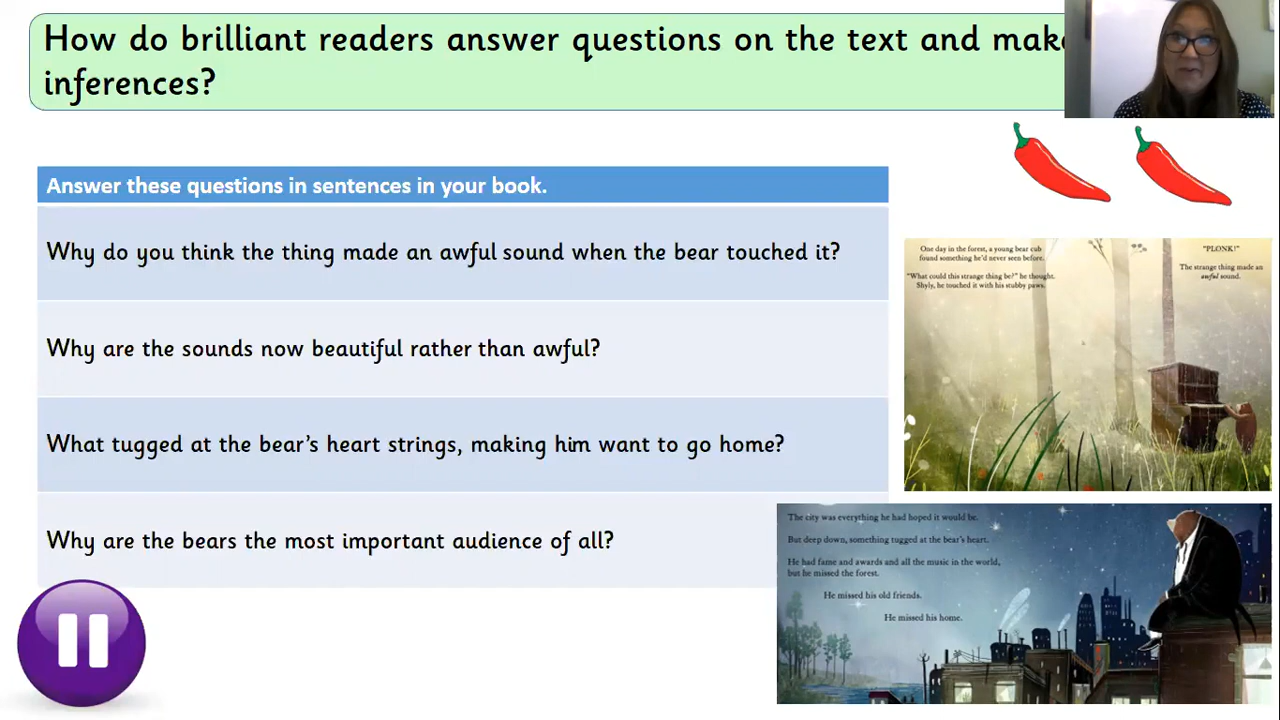 How do brilliant readers answer questions on the text and make
inferences?
Answer these questions in sentences in your book.
Why do you think the thing made an awful sound when the bear touched it?
Why are the sounds now beautiful rather than awful?
What tugged at the bear's heart strings, making him want to go home?
Why are the bears the most important audience of all?
One day in the forest, a young bear cub
found something he'd never seen before.
"What could this strange thing be?" he thought.
Shyly, he touched it with his stubby paws.
"PLONK!"
The strange thing made an
awful sound.
The city was everything he had hoped it would be.
But deep down, something tugged at the bear's heart.
He had fame and awards and all the music in the world,
but he missed the forest.
He missed his old friends.
He missed his home.